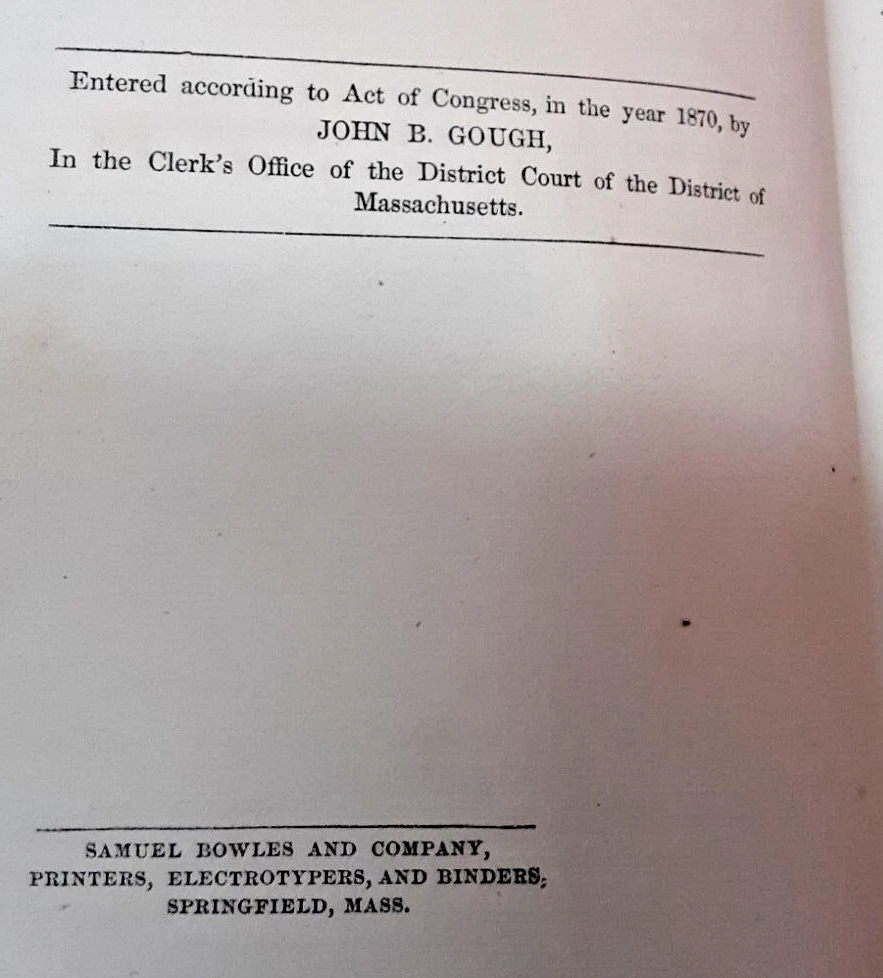 Entered according to Act of Congress, in the year 1870, by
JOHN B. GOUGH,
In the Clerk's Office of the District Court of the District of
Massachusetts.
SAMUEL BOWLES AND COMPANY,
PRINTERS, ELECTROTYPERS, AND BINDERS,
SPRINGFIELD, MASS.